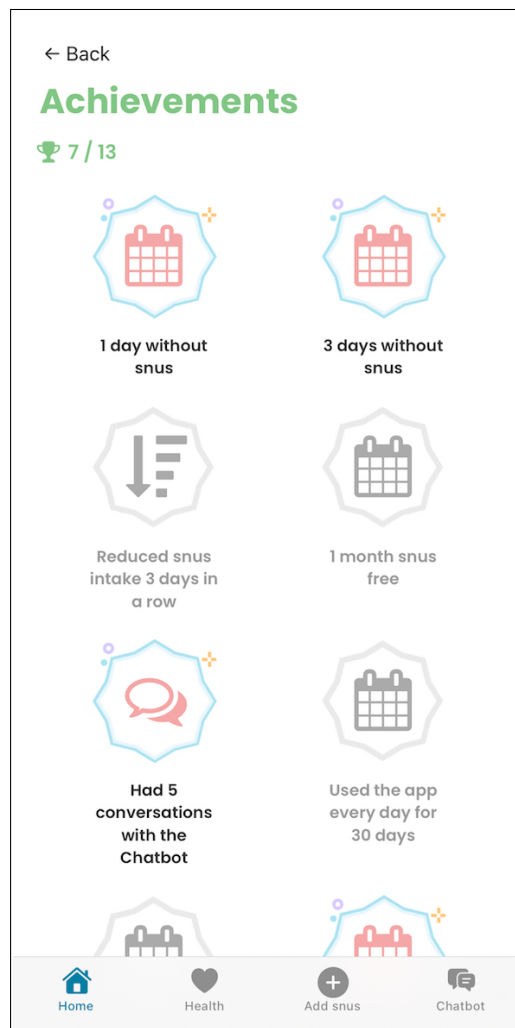 ← Back
Achievements
7 / 13
1 day without
snus
3 days without
snus
Reduced snus
intake 3 days in
a row
1 month snus
free
Had 5
conversations
with the
Chatbot
Used the app
every day for
30 days
Home
Health
Add snus
Chatbot